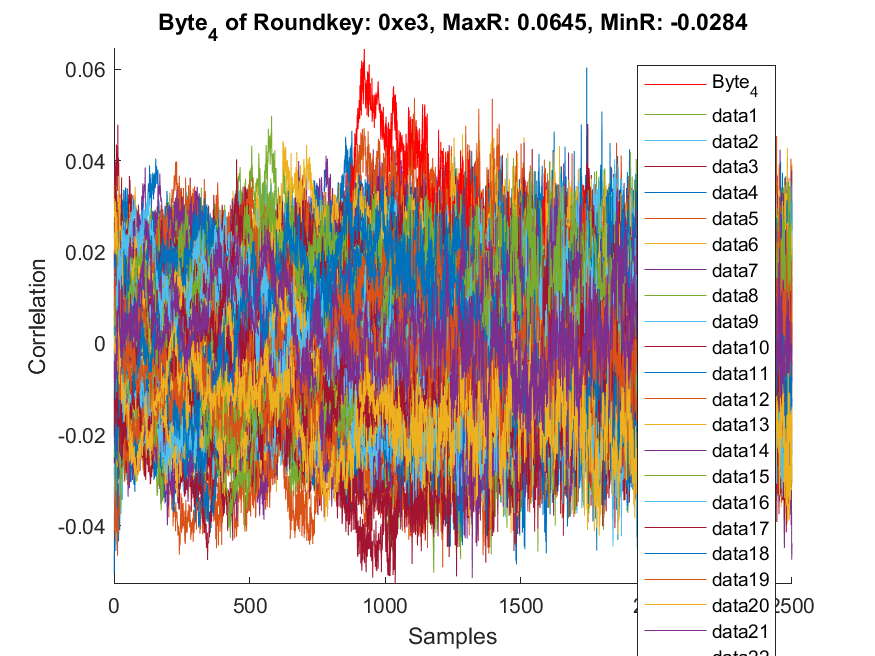 Byte4 of Roundkey: 0xe3, MaxR: 0.0645, MinR: -0.0284
0.06
0.04
0.02
0
-0.02
-0.04
Corrlelation
0
500
1000
1500
2500
Samples
Byte4
data1
data2
data3
data4
data5
data6
data7
data8
data9
data10
data11
data12
data13
data14
data15
data16
data17
data18
data19
data20
data21